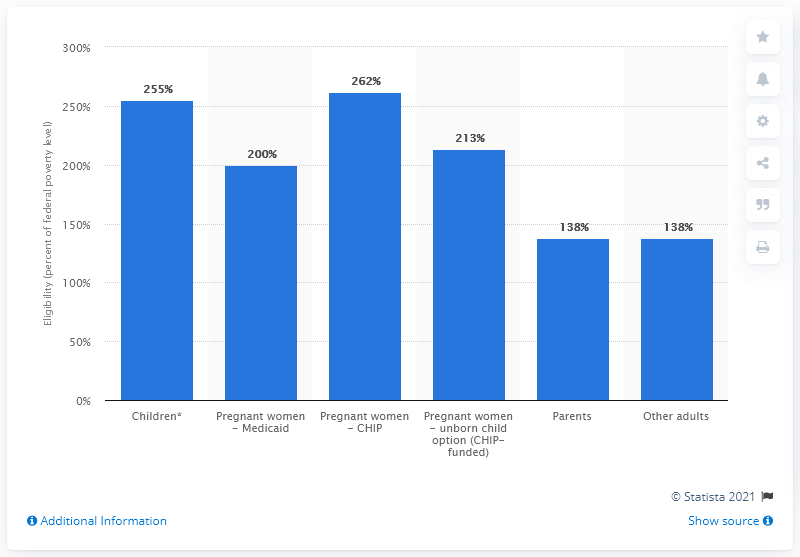 300%
250%
200%
150%
100%
50%
0%
Eligibility (percent of federal poverty level)
255%
200%
262%
213%
138%
138%
Children*
Pregnant women
- Medicaid
Pregnant women
- CHIP
Pregnant women
- unborn child
option (CHIP-
funded)
Parents
Other adults
© Statista 2021
Additional Information
Show source